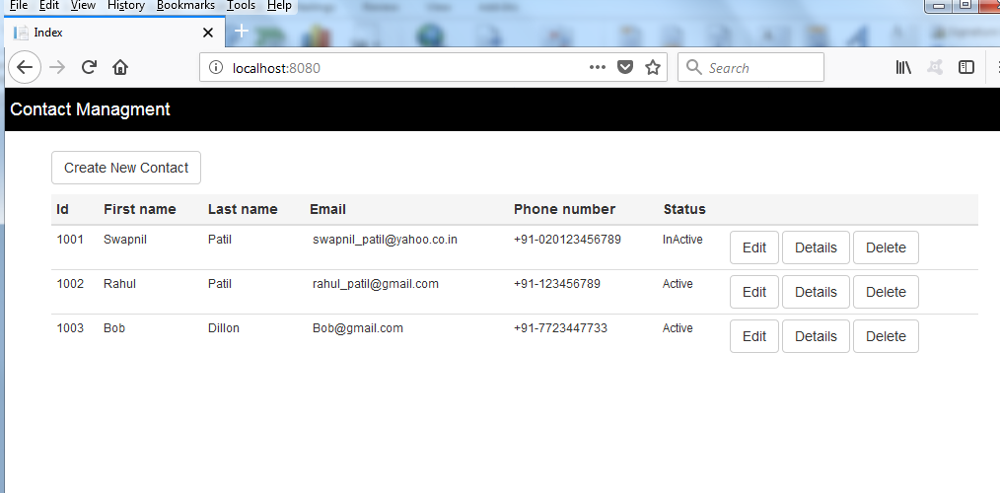 File Edit View History Bookmarks Tools Help
Index
localhost:8080 Search
Contact Managment
Create New Contact
Id First name Last name Email Phone number Status
1001 Swapnil Patil swapnil_patil@yahoo.co.in +91-020123456789 InActive Edit Details Delete
1002 Rahul Patil rahul_patil@gmail.com +91-123456789 Active Edit Details Delete
1003 Bob Dillon Bob@gmail.com +91-7723447733 Active Edit Details Delete